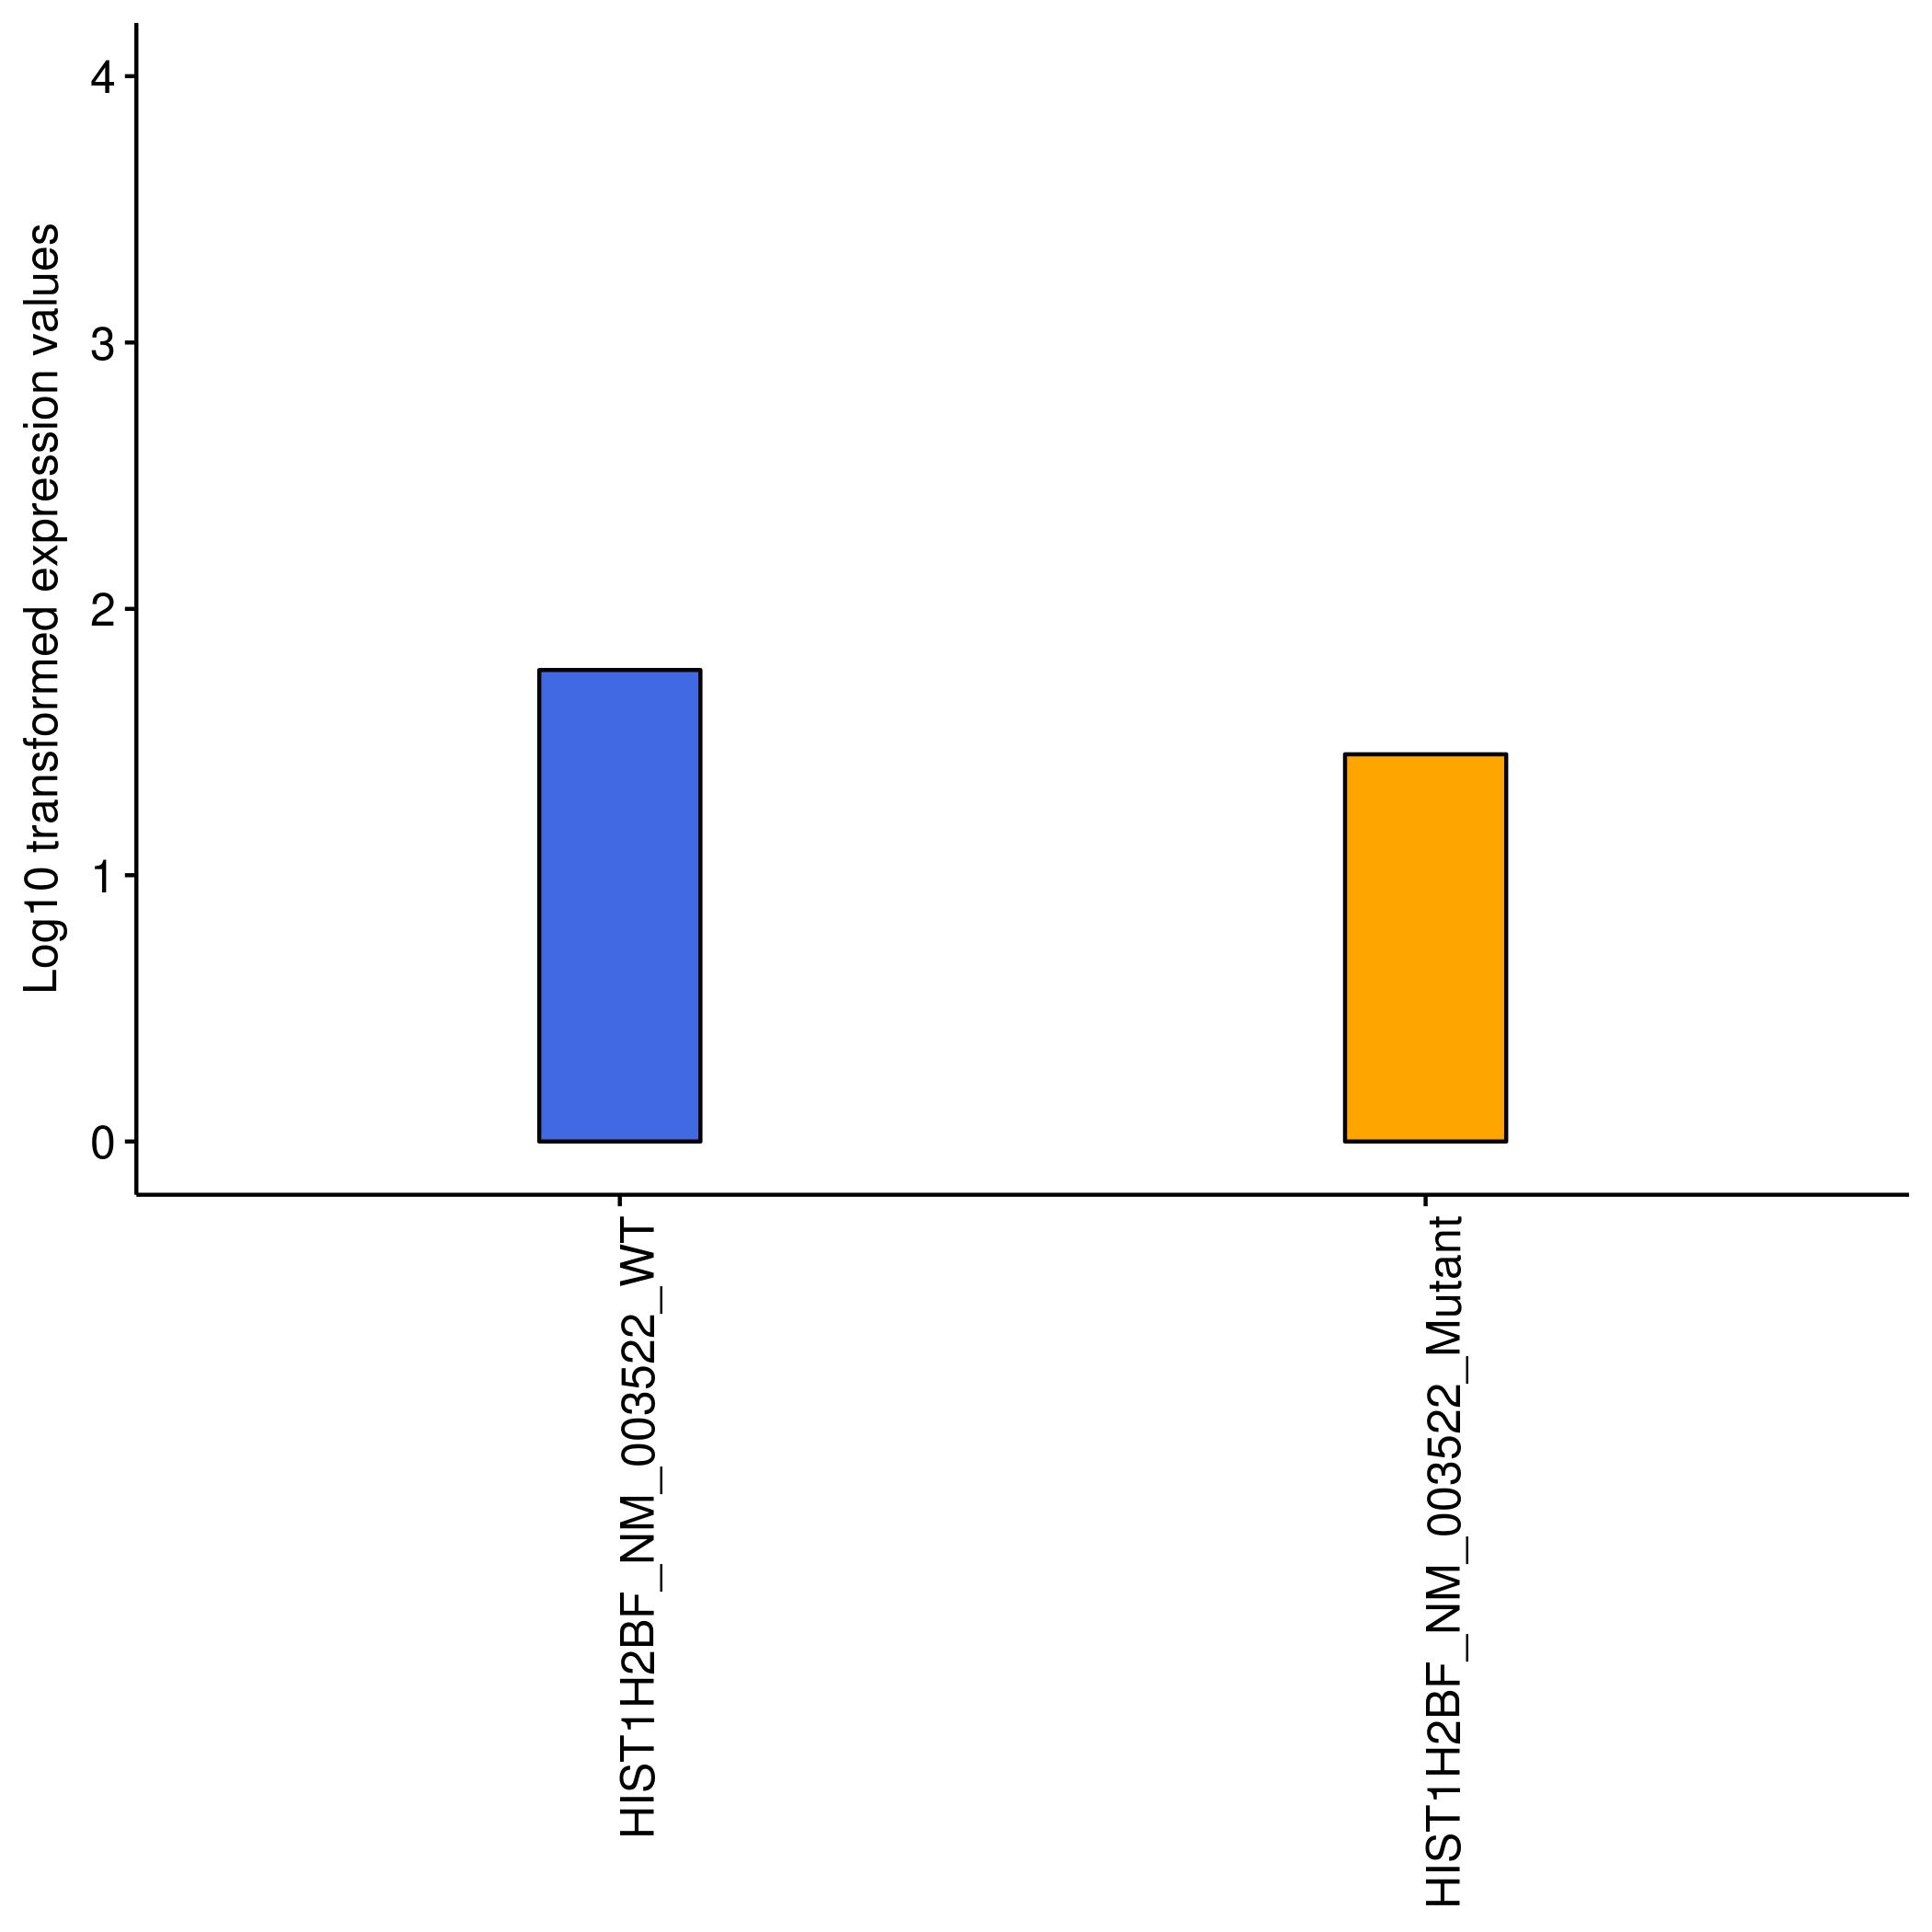 Log10 transformed expression values
4
3
2
1
0
HIST1H2BF_NM_003522_WT
HIST1H2BF_NM_003522_Mutant